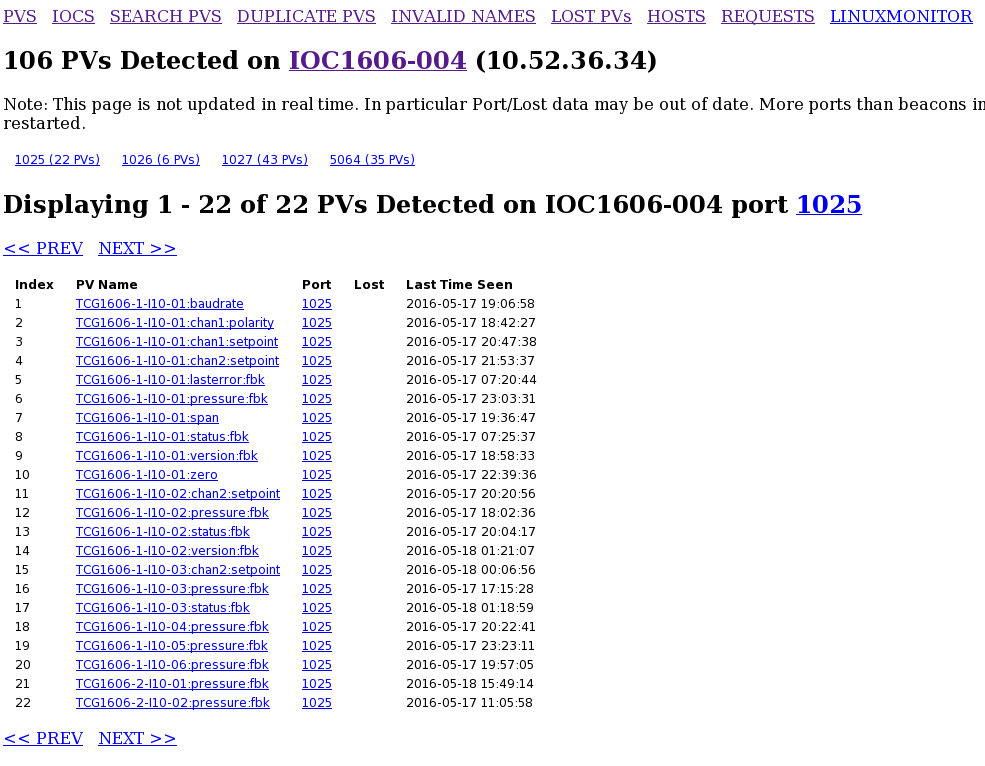 PVS IOCS SEARCH PVS DUPLICATE PVS INVALID NAMES LOST PVs HOSTS REQUESTS LINUXMONITOR
106 PVs Detected on IOC1606-004 (10.52.36.34)
Note: This page is not updated in real time. In particular Port/Lost data may be out of date. More ports than beacons in
restarted.
1025 (22 PVs) 1026 (6 PVs) 1027 (43 PVs) 5064 (35 PVs)
Displaying 1 - 22 of 22 PVs Detected on IOC1606-004 port 1025
<< PREV NEXT >>
Index PV Name Port Lost Last Time Seen
1 TCG1606-1-I10-01:baudrate 1025 2016-05-17 19:06:58
2 TCG1606-1-I10-01:chan1:polarity 1025 2016-05-17 18:42:27
3 TCG1606-1-I10-01:chan1:setpoint 1025 2016-05-17 20:47:38
4 TCG1606-1-I10-01:chan2:setpoint 1025 2016-05-17 21:53:37
5 TCG1606-1-I10-01:lasterror:fbk 1025 2016-05-17 07:20:44
6 TCG1606-1-I10-01:pressure:fbk 1025 2016-05-17 23:03:31
7 TCG1606-1-I10-01:span 1025 2016-05-17 19:36:47
8 TCG1606-1-I10-01:status:fbk 1025 2016-05-17 07:25:37
9 TCG1606-1-I10-01:version:fbk 1025 2016-05-17 18:58:33
10 TCG1606-1-I10-01:zero 1025 2016-05-17 22:39:36
11 TCG1606-1-I10-02:chan2:setpoint 1025 2016-05-17 20:20:56
12 TCG1606-1-I10-02:pressure:fbk 1025 2016-05-17 18:02:36
13 TCG1606-1-I10-02:status:fbk 1025 2016-05-17 20:04:17
14 TCG1606-1-I10-02:version:fbk 1025 2016-05-18 01:21:07
15 TCG1606-1-I10-03:chan2:setpoint 1025 2016-05-18 00:06:56
16 TCG1606-1-I10-03:pressure:fbk 1025 2016-05-17 17:15:28
17 TCG1606-1-I10-03:status:fbk 1025 2016-05-18 01:18:59
18 TCG1606-1-I10-04:pressure:fbk 1025 2016-05-17 20:22:41
19 TCG1606-1-I10-05:pressure:fbk 1025 2016-05-17 23:23:11
20 TCG1606-1-I10-06:pressure:fbk 1025 2016-05-17 19:57:05
21 TCG1606-2-I10-01:pressure:fbk 1025 2016-05-18 15:49:14
22 TCG1606-2-I10-02:pressure:fbk 1025 2016-05-17 11:05:58
<< PREV NEXT >>